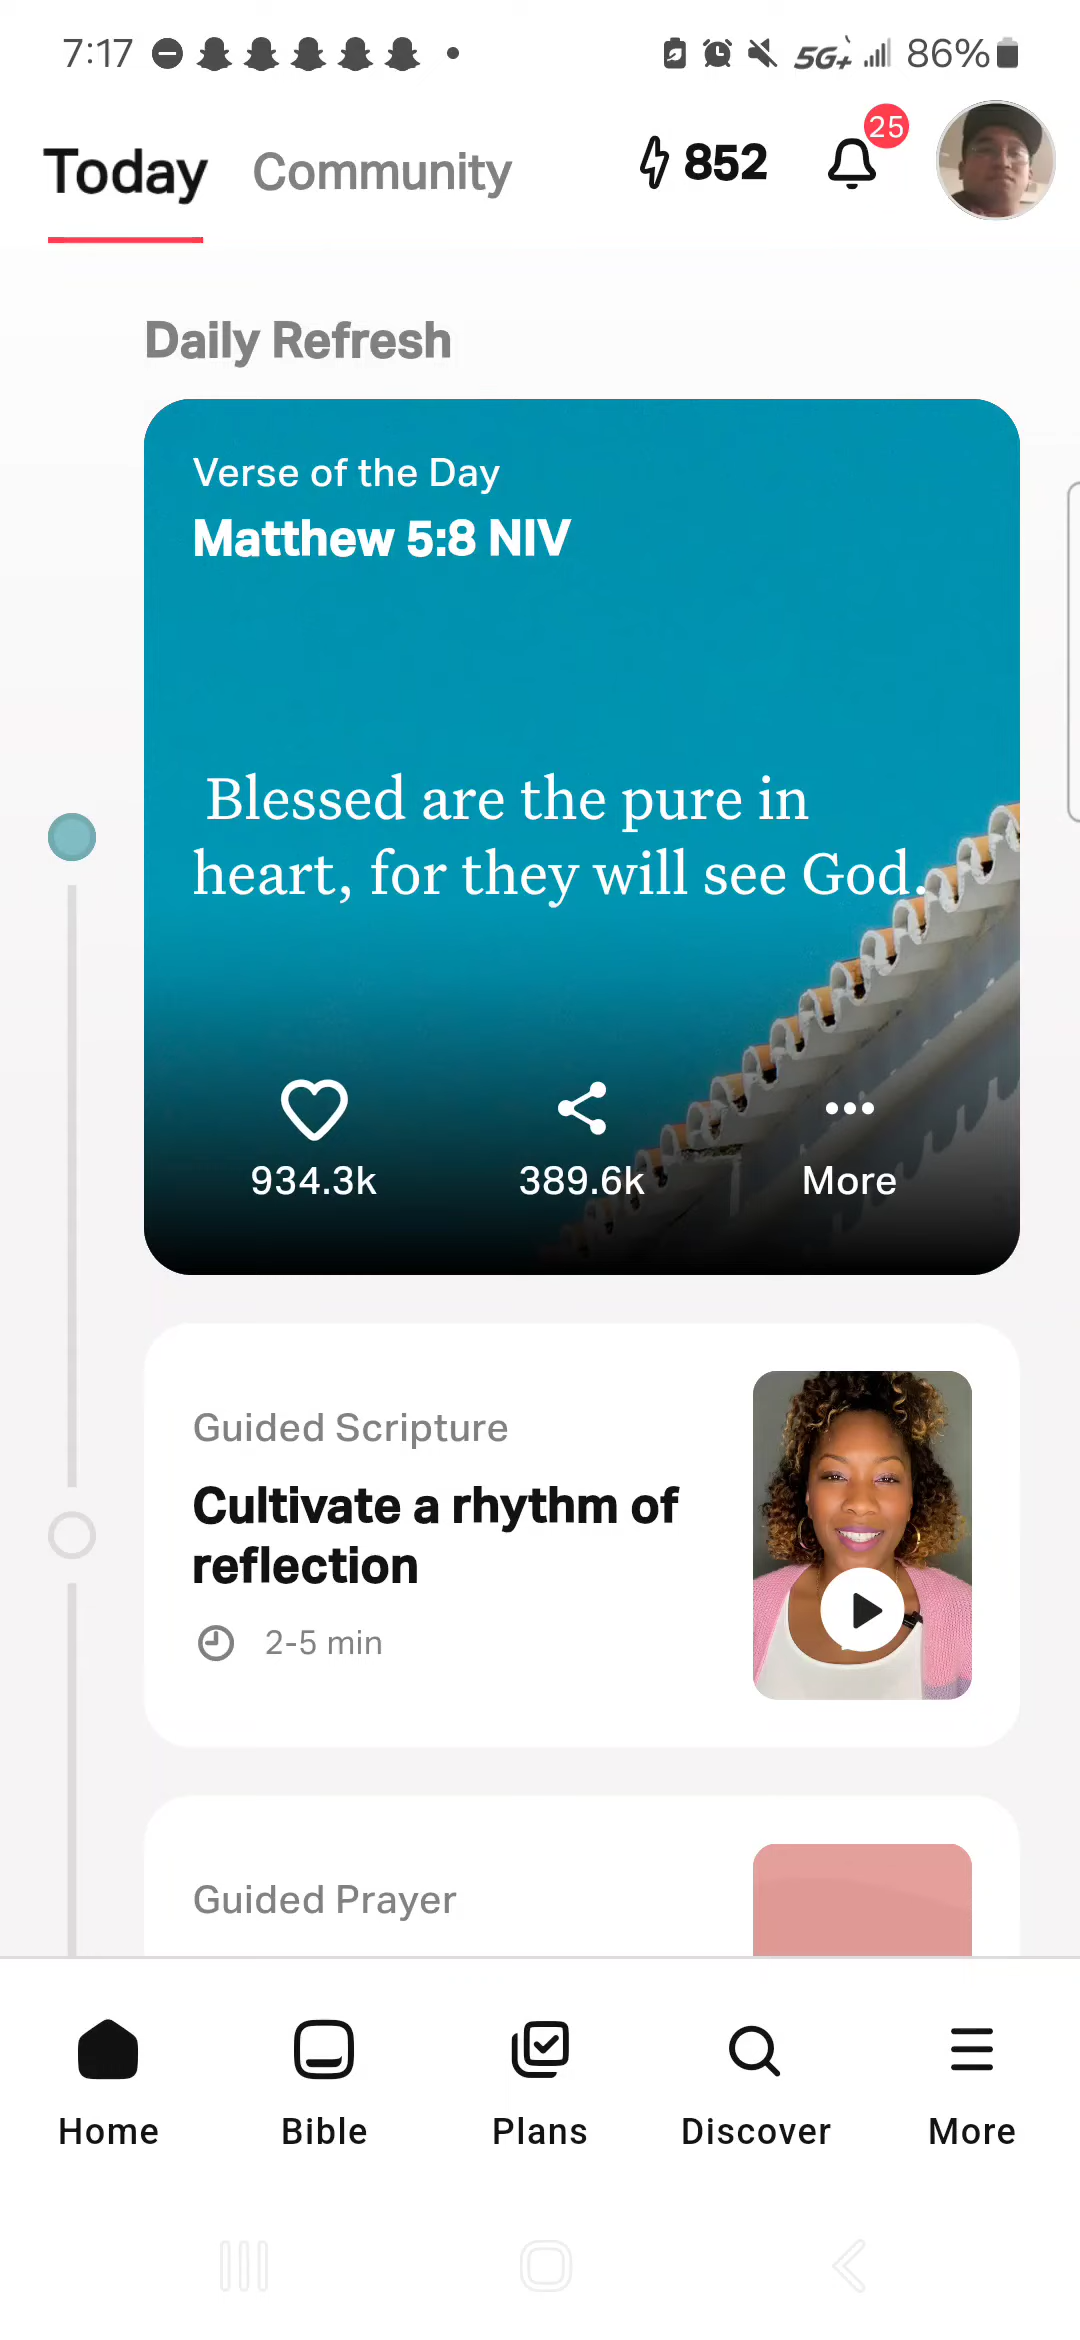 7:17 5G+ 86%
Today Community 852 25
Daily Refresh
Verse of the Day
Matthew 5:8 NIV
Blessed are the pure in
heart, for they will see God.
934.3k 389.6k More
Guided Scripture
Cultivate a rhythm of
reflection
2-5 min
Guided Prayer
Home Bible Plans Discover More